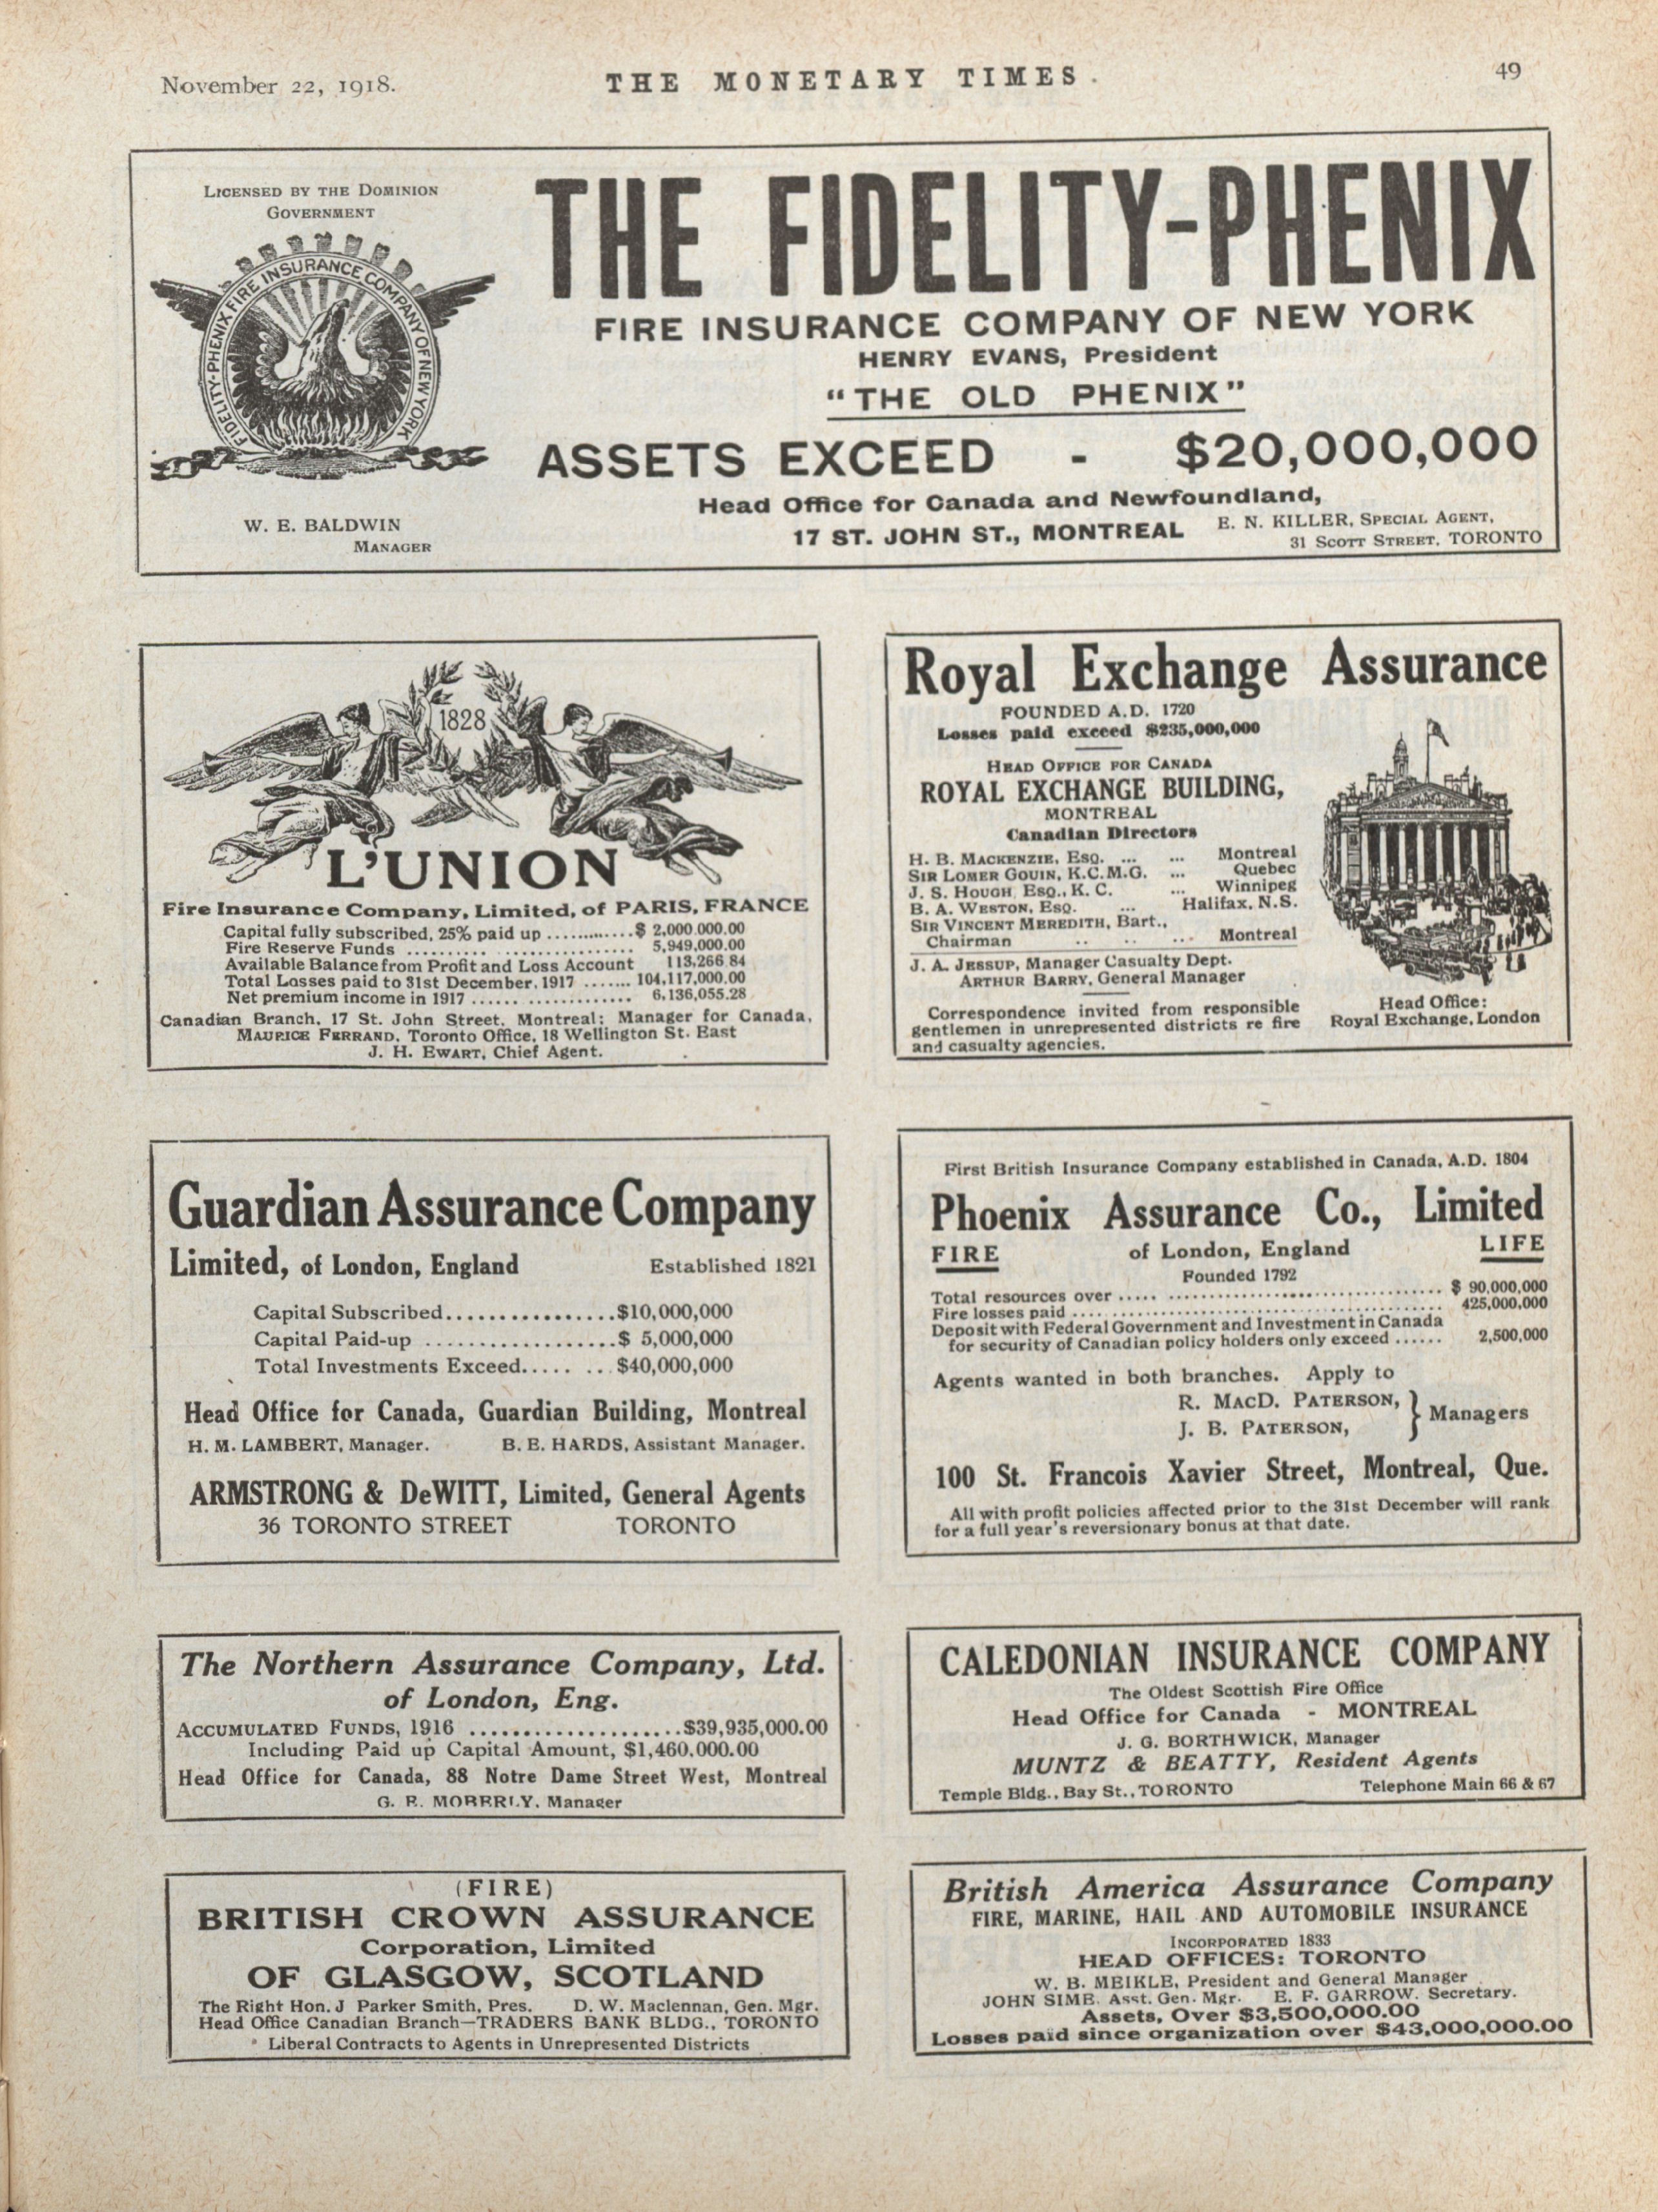 November 22, 1918.
THE MONETARY TIMES.
49
LICENSED BY THE DOMINION
GOVERNMENT
FIDELITY-PHENIX FIRE INSURANCE COMPANY OF NEW YORK
W. E. BALDWIN
MANAGER
THE FIDELITY-PHENIX
FIRE INSURANCE COMPANY OF NEW YORK
HENRY EVANS, President
"THE OLD PHENIX"
ASSETS EXCEED - $20,000,000
Head Office for Canada and Newfoundland,
17 ST. JOHN ST., MONTREAL
E. N. KILLER, SPECIAL AGENT,
31 SCOTT STREET, TORONTO
1828
L'UNION
Fire Insurance Company, Limited, of PARIS, FRANCE
Capital fully subscribed, 25% paid up ............$ 2,000.000.00
Fire Reserve Funds .......... ................ 5,949,000.00
Available Balance from Profit and Loss Account 113,266 84
Total Losses paid to 31st December, 1917 ....... 104,117,000.00
Net premium income in 1917 ...... ............. 6,136,055.28
Canadian Branch, 17 St. John Street, Montreal; Manager for Canada,
MAURICE FERRAND, Toronto Office, 18 Wellington St. East
J. H. EWART, Chief Agent.
Royal Exchange Assurance
FOUNDED A.D. 1720
Losses paid exceed $235,000,000
HEAD OFFICE FOR CANADA
ROYAL EXCHANGE BUILDING,
MONTREAL
Canadian Directors
H. B. MACKENZIE, ESQ. ... ... Montreal
SIR LOMER GOUIN, K.C.M.G. ... Quebec
J. S. HOUGH, ESQ., K. C. ... Winnipeg
B. A. WESTON, ESQ. ... Halifax, N.S.
SIR VINCENT MEREDITH, Bart.,
Chairman .. .. ... Montreal
J. A. JESSUP, Manager Casualty Dept.
ARTHUR BARRY, General Manager
Correspondence invited from responsible
gentlemen in unrepresented districts re fire
and casualty agencies.
Head Office:
Royal Exchange, London
Guardian Assurance Company
Limited, of London, England Established 1821
Capital Subscribed................$10,000,000
Capital Paid-up ..................$ 5,000,000
Total Investments Exceed..... ...$40,000,000
Head Office for Canada, Guardian Building, Montreal
H. M. LAMBERT, Manager. B. E. HARDS, Assistant Manager.
ARMSTRONG & DeWITT, Limited, General Agents
36 TORONTO STREET TORONTO
First British Insurance Company established in Canada, A.D. 1804
Phoenix Assurance Co., Limited
FIRE of London, England LIFE
Founded 1792
Total resources over ..... .................................. $ 90,000,000
Fire losses paid .... ......................................... 425,000,000
Deposit with Federal Government and Investment in Canada
for security of Canadian policy holders only exceed ...... 2,500,000
Agents wanted in both branches. Apply to
R. MACD. PATERSON,
J. B. PATERSON,
} Managers
100 St. Francois Xavier Street, Montreal, Que.
All with profit policies affected prior to the 31st December will rank
for a full year's reversionary bonus at that date.
The Northern Assurance Company, Ltd.
of London, Eng.
ACCUMULATED FUNDS, 1916 ....................$39,935,000.00
Including Paid up Capital Amount, $1,460,000.00
Head Office for Canada, 88 Notre Dame Street West, Montreal
G. E. MOBERLY, Manager
CALEDONIAN INSURANCE COMPANY
The Oldest Scottish Fire Office
Head Office for Canada - MONTREAL
J. G. BORTHWICK, Manager
MUNTZ & BEATTY, Resident Agents
Temple Bldg., Bay St., TORONTO Telephone Main 66 & 67
(FIRE)
BRITISH CROWN ASSURANCE
Corporation, Limited
OF GLASGOW, SCOTLAND
The Right Hon. J Parker Smith, Pres. D. W. Maclennan, Gen. Mgr.
Head Office Canadian Branch—TRADERS BANK BLDG., TORONTO
Liberal Contracts to Agents in Unrepresented Districts
British America Assurance Company
FIRE, MARINE, HAIL AND AUTOMOBILE INSURANCE
INCORPORATED 1833
HEAD OFFICES: TORONTO
W. B. MEIKLE, President and General Manager
JOHN SIME, Asst. Gen. Mgr. E. F. GARROW, Secretary.
Assets, Over $3,500,000.00
Losses paid since organization over $43,000,000.00